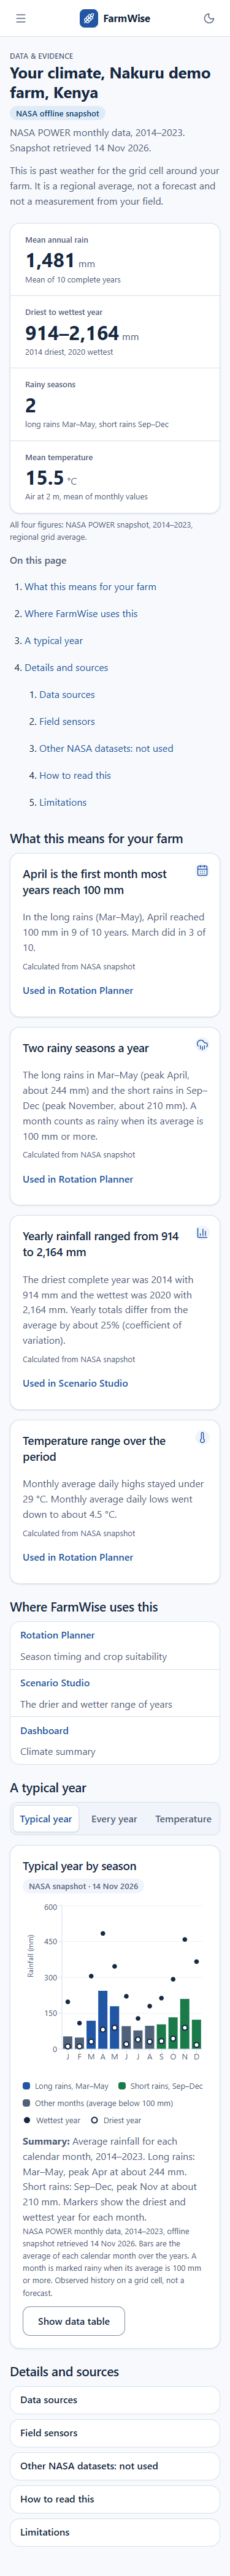 FarmWise
DATA & EVIDENCE
Your climate, Nakuru demo
farm, Kenya
NASA offline snapshot
NASA POWER monthly data, 2014–2023.
Snapshot retrieved 14 Nov 2026.
This is past weather for the grid cell around your
farm. It is a regional average, not a forecast and
not a measurement from your field.
Mean annual rain
1,481 mm
Mean of 10 complete years
Driest to wettest year
914–2,164 mm
2014 driest, 2020 wettest
Rainy seasons
2
long rains Mar–May, short rains Sep–Dec
Mean temperature
15.5 °C
Air at 2 m, mean of monthly values
All four figures: NASA POWER snapshot, 2014–2023,
regional grid average.
On this page
1. What this means for your farm
2. Where FarmWise uses this
3. A typical year
4. Details and sources
1. Data sources
2. Field sensors
3. Other NASA datasets: not used
4. How to read this
5. Limitations
What this means for your farm
April is the first month most
years reach 100 mm
In the long rains (Mar–May), April reached
100 mm in 9 of 10 years. March did in 3 of
10.
Calculated from NASA snapshot
Used in Rotation Planner
Two rainy seasons a year
The long rains in Mar–May (peak April,
about 244 mm) and the short rains in Sep–
Dec (peak November, about 210 mm). A
month counts as rainy when its average is
100 mm or more.
Calculated from NASA snapshot
Used in Rotation Planner
Yearly rainfall ranged from 914
to 2,164 mm
The driest complete year was 2014 with
914 mm and the wettest was 2020 with
2,164 mm. Yearly totals differ from the
average by about 25% (coefficient of
variation).
Calculated from NASA snapshot
Used in Scenario Studio
Temperature range over the
period
Monthly average daily highs stayed under
29 °C. Monthly average daily lows went
down to about 4.5 °C.
Calculated from NASA snapshot
Used in Rotation Planner
Where FarmWise uses this
Rotation Planner
Season timing and crop suitability
Scenario Studio
The drier and wetter range of years
Dashboard
Climate summary
A typical year
Typical year Every year Temperature
Typical year by season
NASA snapshot · 14 Nov 2026
Rainfall (mm)
600
450
300
150
0
J F M A M J J A S O N D
Long rains, Mar–May Short rains, Sep–Dec
Other months (average below 100 mm)
Wettest year Driest year
Summary: Average rainfall for each
calendar month, 2014–2023. Long rains:
Mar–May, peak Apr at about 244 mm.
Short rains: Sep–Dec, peak Nov at about
210 mm. Markers show the driest and
wettest year for each month.
NASA POWER monthly data, 2014–2023, offline
snapshot retrieved 14 Nov 2026. Bars are the
average of each calendar month over the years. A
month is marked rainy when its average is 100 mm
or more. Observed history on a grid cell, not a
forecast.
Show data table
Details and sources
Data sources
Field sensors
Other NASA datasets: not used
How to read this
Limitations